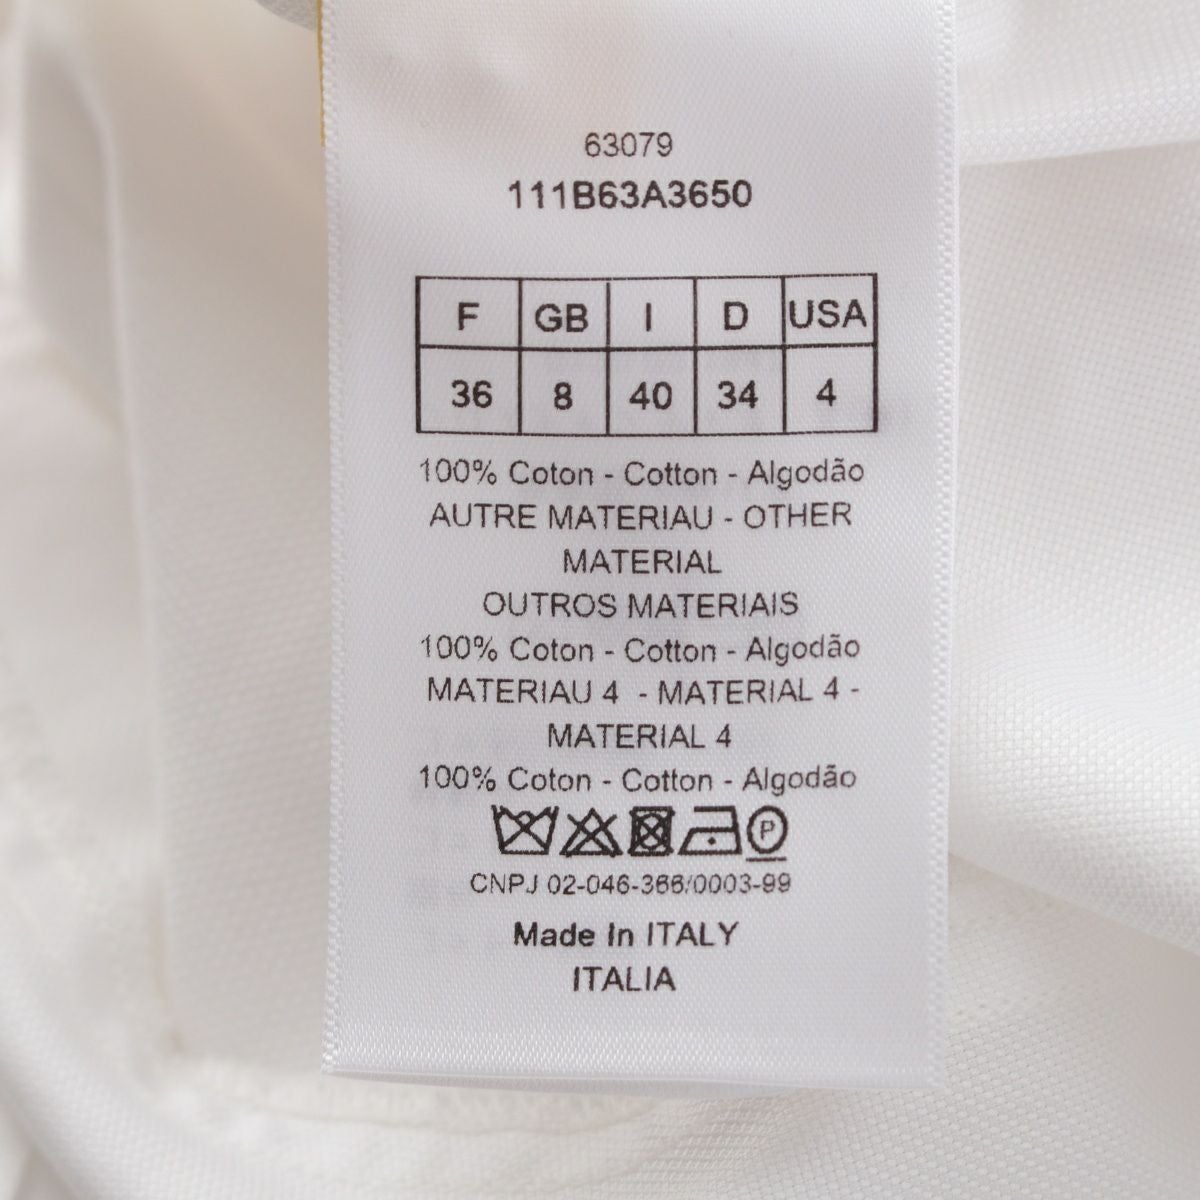 63079
111B63A3650
F GB I D USA
36 8 40 34 4
100% Coton - Cotton - Algodão
AUTRE MATERIAU - OTHER
MATERIAL
OUTROS MATERIAIS
100% Coton - Cotton - Algodão
MATERIAU 4 - MATERIAL 4 -
MATERIAL 4
100% Coton - Cotton - Algodão
P
CNPJ 02-046-366/0003-99
Made In ITALY
ITALIA